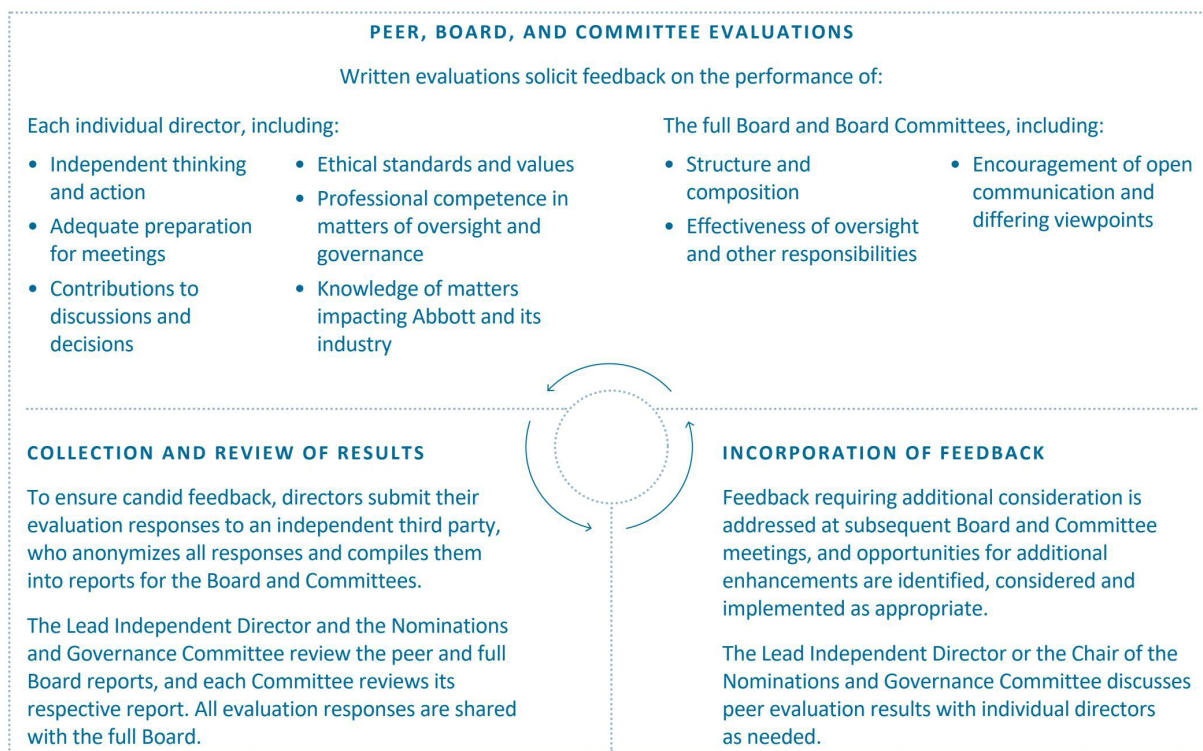 PEER, BOARD, AND COMMITTEE EVALUATIONS
Written evaluations solicit feedback on the performance of:
Each individual director, including:
• Independent thinking
and action
• Adequate preparation
for meetings
• Contributions to
discussions and
decisions
• Ethical standards and values
• Professional competence in
matters of oversight and
governance
• Knowledge of matters
impacting Abbott and its
industry
The full Board and Board Committees, including:
• Structure and
composition
• Effectiveness of oversight
and other responsibilities
• Encouragement of open
communication and
differing viewpoints
COLLECTION AND REVIEW OF RESULTS
To ensure candid feedback, directors submit their
evaluation responses to an independent third party,
who anonymizes all responses and compiles them
into reports for the Board and Committees.
The Lead Independent Director and the Nominations
and Governance Committee review the peer and full
Board reports, and each Committee reviews its
respective report. All evaluation responses are shared
with the full Board.
INCORPORATION OF FEEDBACK
Feedback requiring additional consideration is
addressed at subsequent Board and Committee
meetings, and opportunities for additional
enhancements are identified, considered and
implemented as appropriate.
The Lead Independent Director or the Chair of the
Nominations and Governance Committee discusses
peer evaluation results with individual directors
as needed.